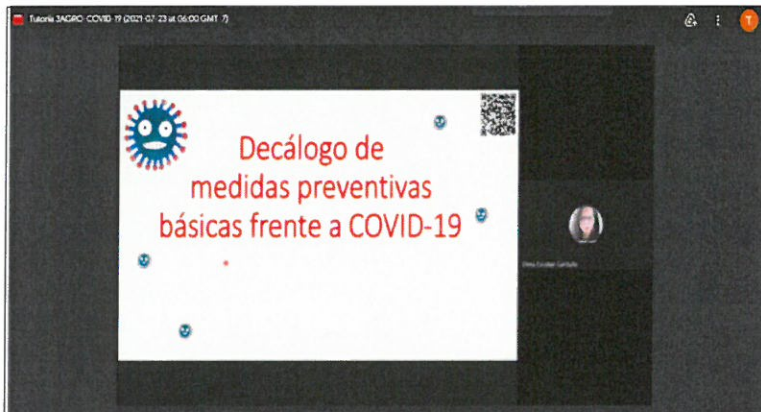 Tutoría 3AGRO-COVID-19 (2021-07-23 at 06:00 GMT-7)
T
Decálogo de
medidas preventivas
básicas frente a COVID-19